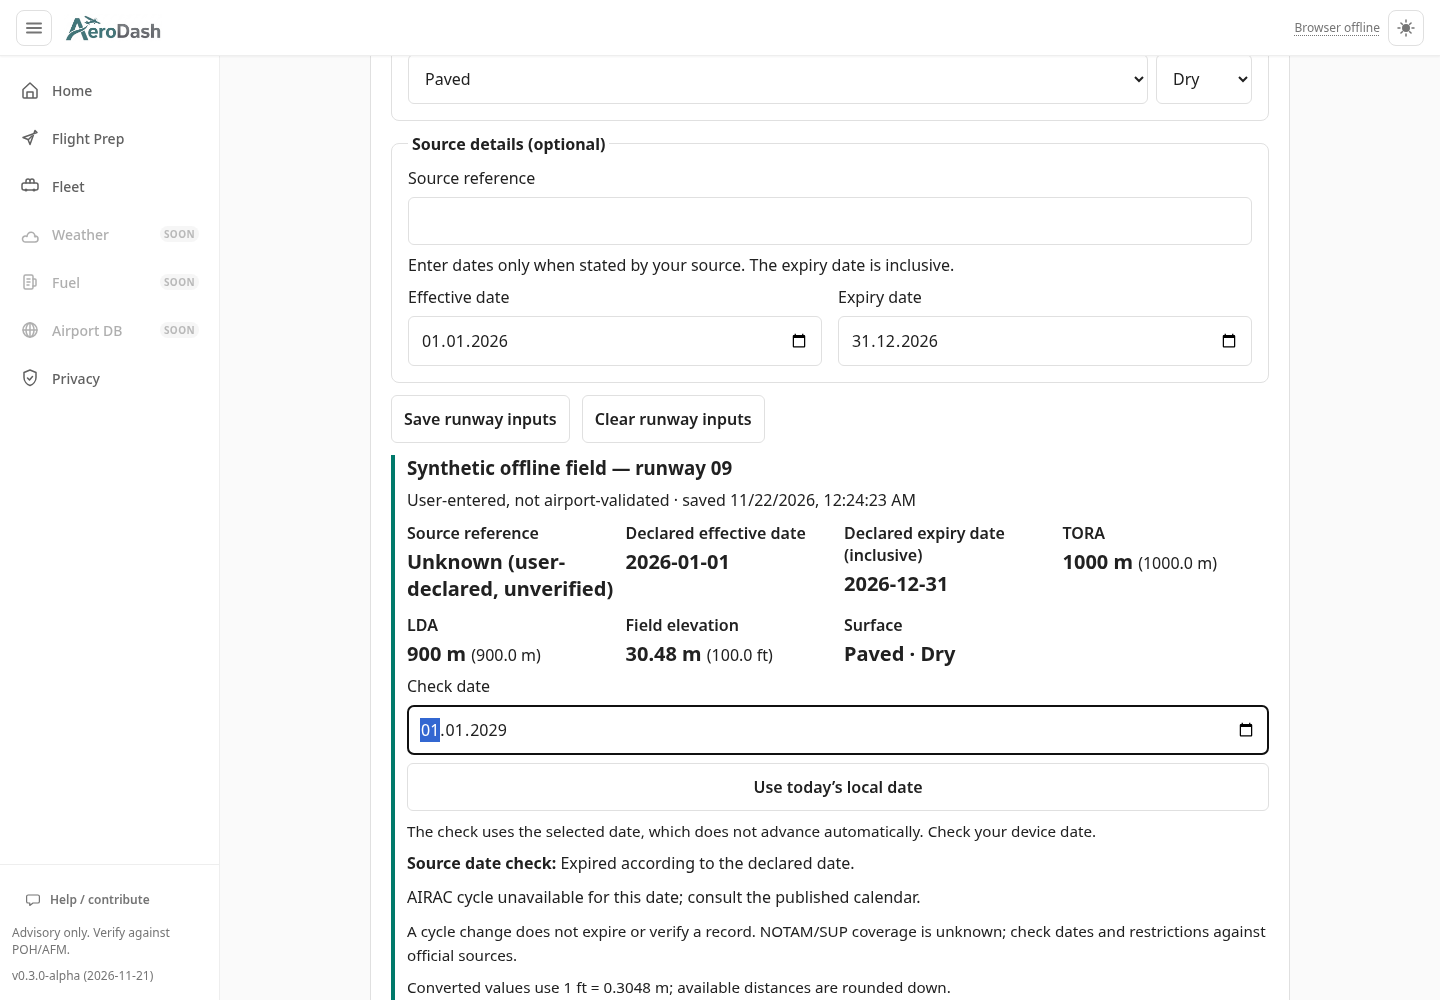 AeroDash
Browser offline
Home
Flight Prep
Fleet
Weather SOON
Fuel SOON
Airport DB SOON
Privacy
Help / contribute
Advisory only. Verify against
POH/AFM.
v0.3.0-alpha (2026-11-21)
Paved Dry
Source details (optional)
Source reference
Enter dates only when stated by your source. The expiry date is inclusive.
Effective date Expiry date
01.01.2026 31.12.2026
Save runway inputs Clear runway inputs
Synthetic offline field — runway 09
User-entered, not airport-validated · saved 11/22/2026, 12:24:23 AM
Source reference
Unknown (user-
declared, unverified)
Declared effective date
2026-01-01
Declared expiry date
(inclusive)
2026-12-31
TORA
1000 m (1000.0 m)
LDA
900 m (900.0 m)
Field elevation
30.48 m (100.0 ft)
Surface
Paved · Dry
Check date
01.01.2029
Use today’s local date
The check uses the selected date, which does not advance automatically. Check your device date.
Source date check: Expired according to the declared date.
AIRAC cycle unavailable for this date; consult the published calendar.
A cycle change does not expire or verify a record. NOTAM/SUP coverage is unknown; check dates and restrictions against
official sources.
Converted values use 1 ft = 0.3048 m; available distances are rounded down.